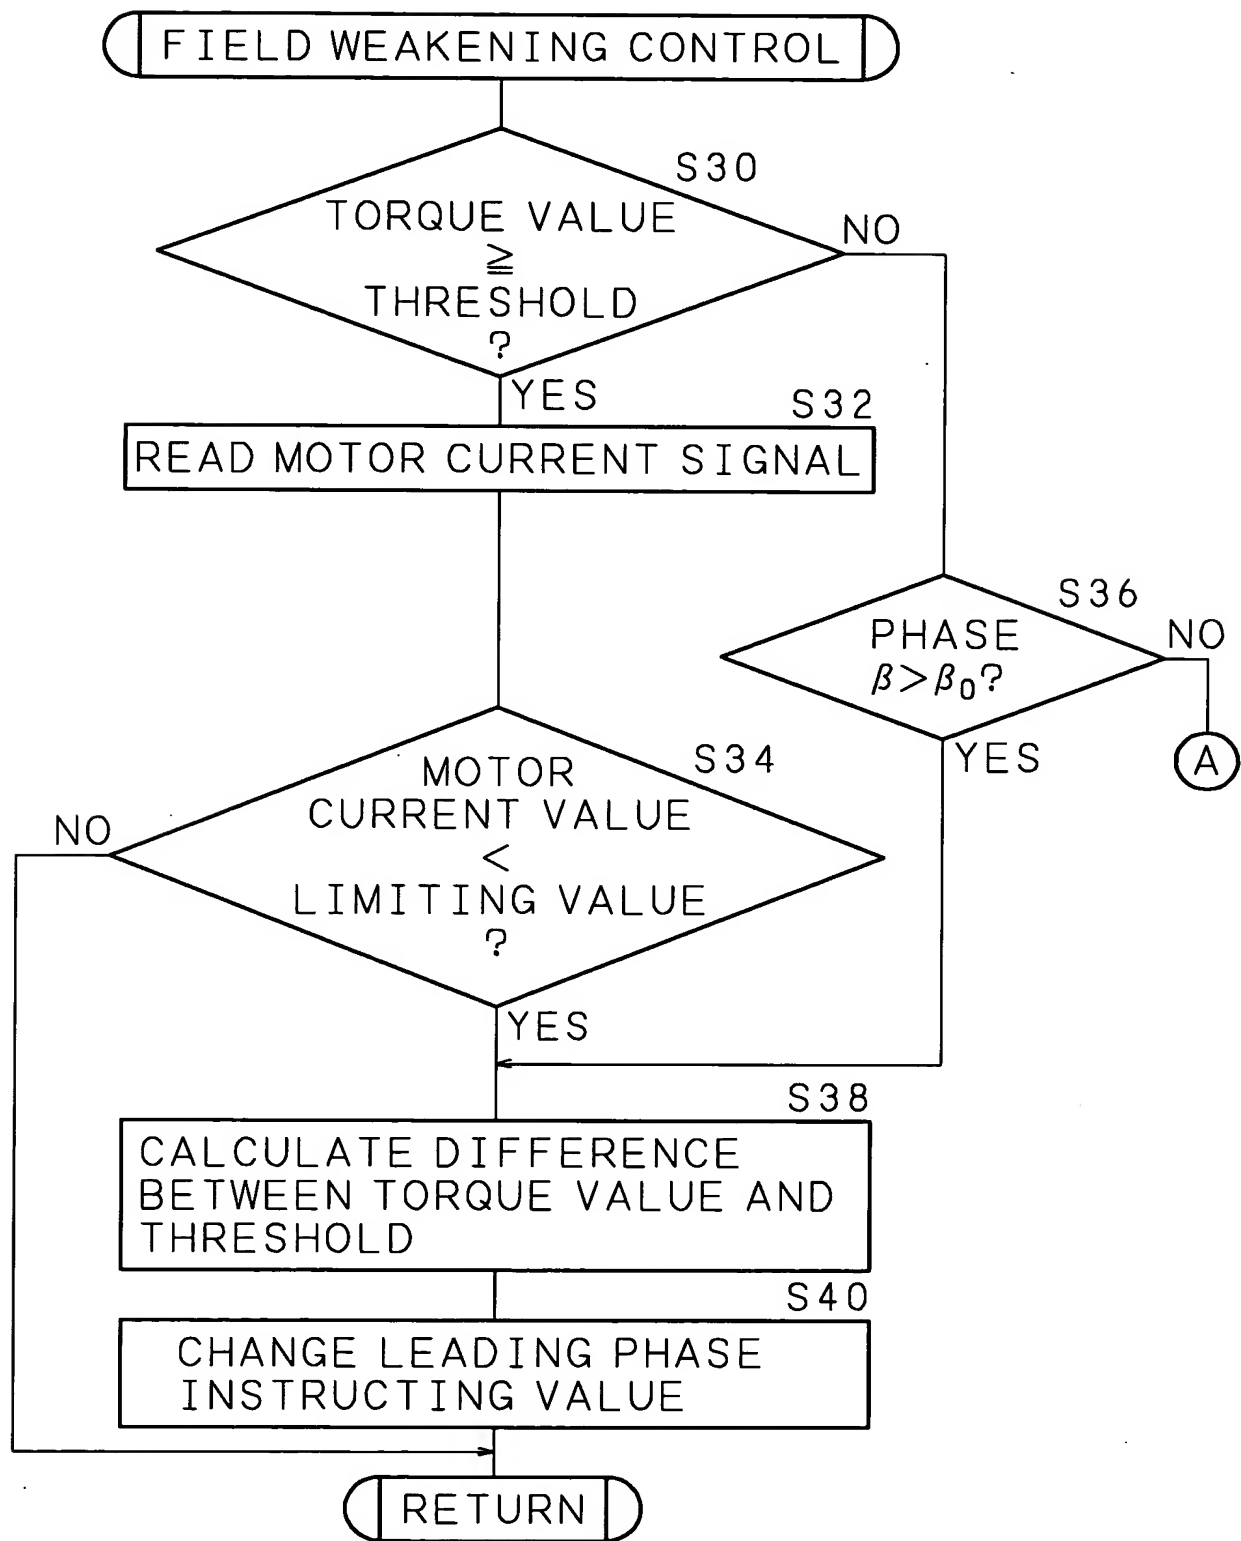 FIELD WEAKENING CONTROL
S30
TORQUE VALUE
≧
THRESHOLD
?
NO
YES
S32
READ MOTOR CURRENT SIGNAL
S36
PHASE
β>β₀?
NO
YES
A
S34
MOTOR
CURRENT VALUE
<
LIMITING VALUE
?
NO
YES
S38
CALCULATE DIFFERENCE
BETWEEN TORQUE VALUE AND
THRESHOLD
S40
CHANGE LEADING PHASE
INSTRUCTING VALUE
RETURN